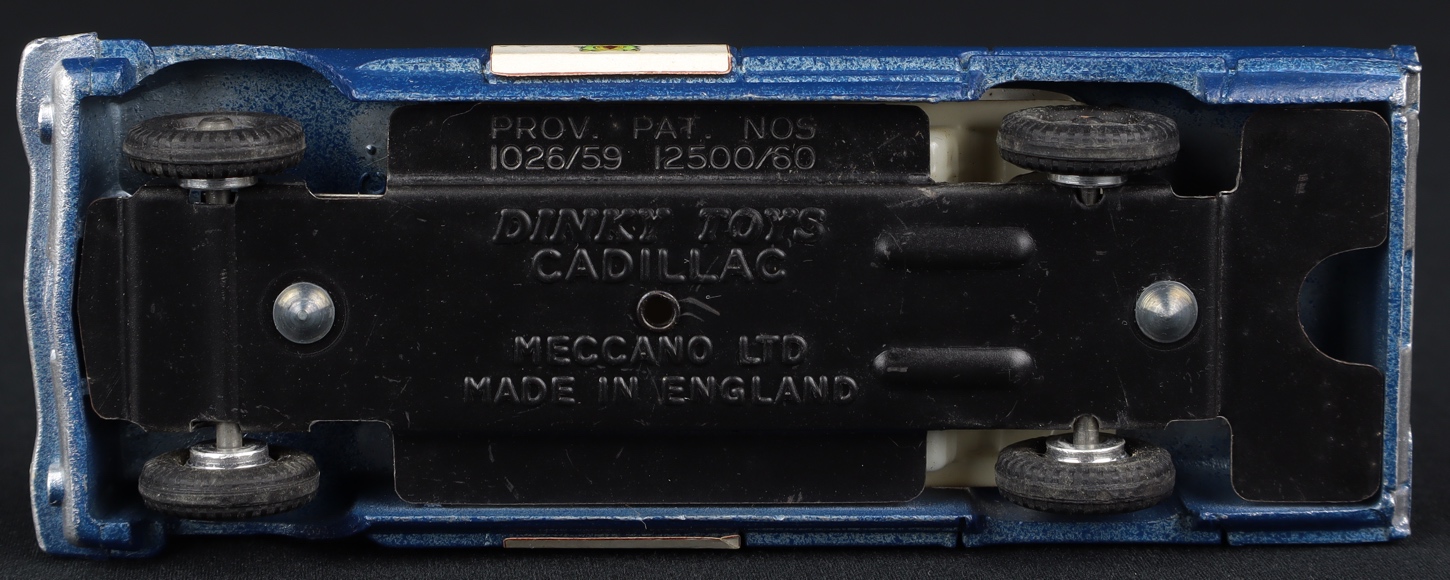 PROV. PAT. NOS
1026/59 12500/60
DINKY TOYS
CADILLAC
MECCANO LTD
MADE IN ENGLAND